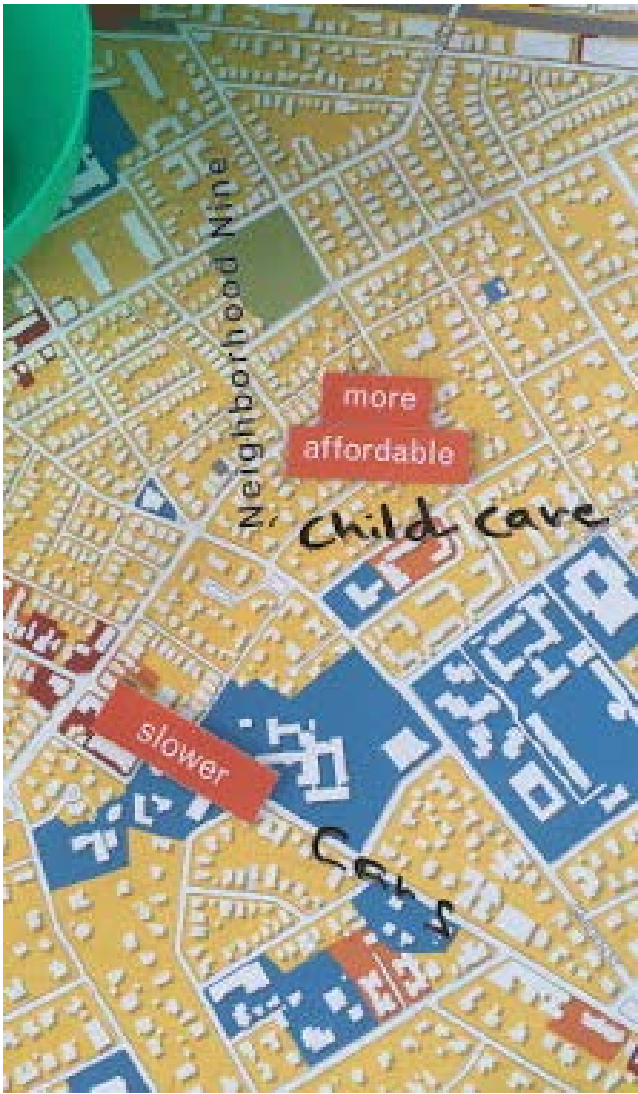 Neighborhood Nine
more
affordable
Child care
slower
Cars